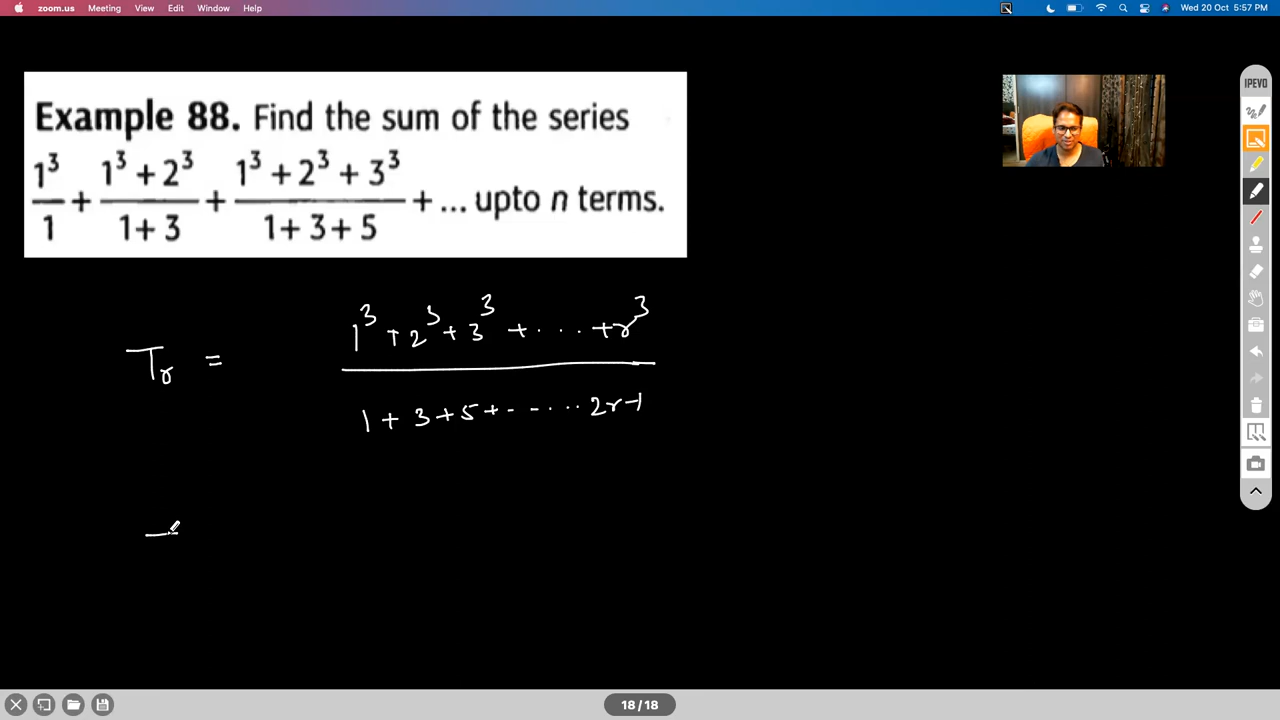 zoom.us Meeting View Edit Window Help Wed 20 Oct 5:57 PM
IPEVO
Example 88. Find the sum of the series
1³/1 + (1³ + 2³)/(1 + 3) + (1³ + 2³ + 3³)/(1 + 3 + 5) + ... upto n terms.
1³ + 2³ + 3³ + .... + r³
Tr =
1 + 3 + 5 + ..... 2r-1
18 / 18